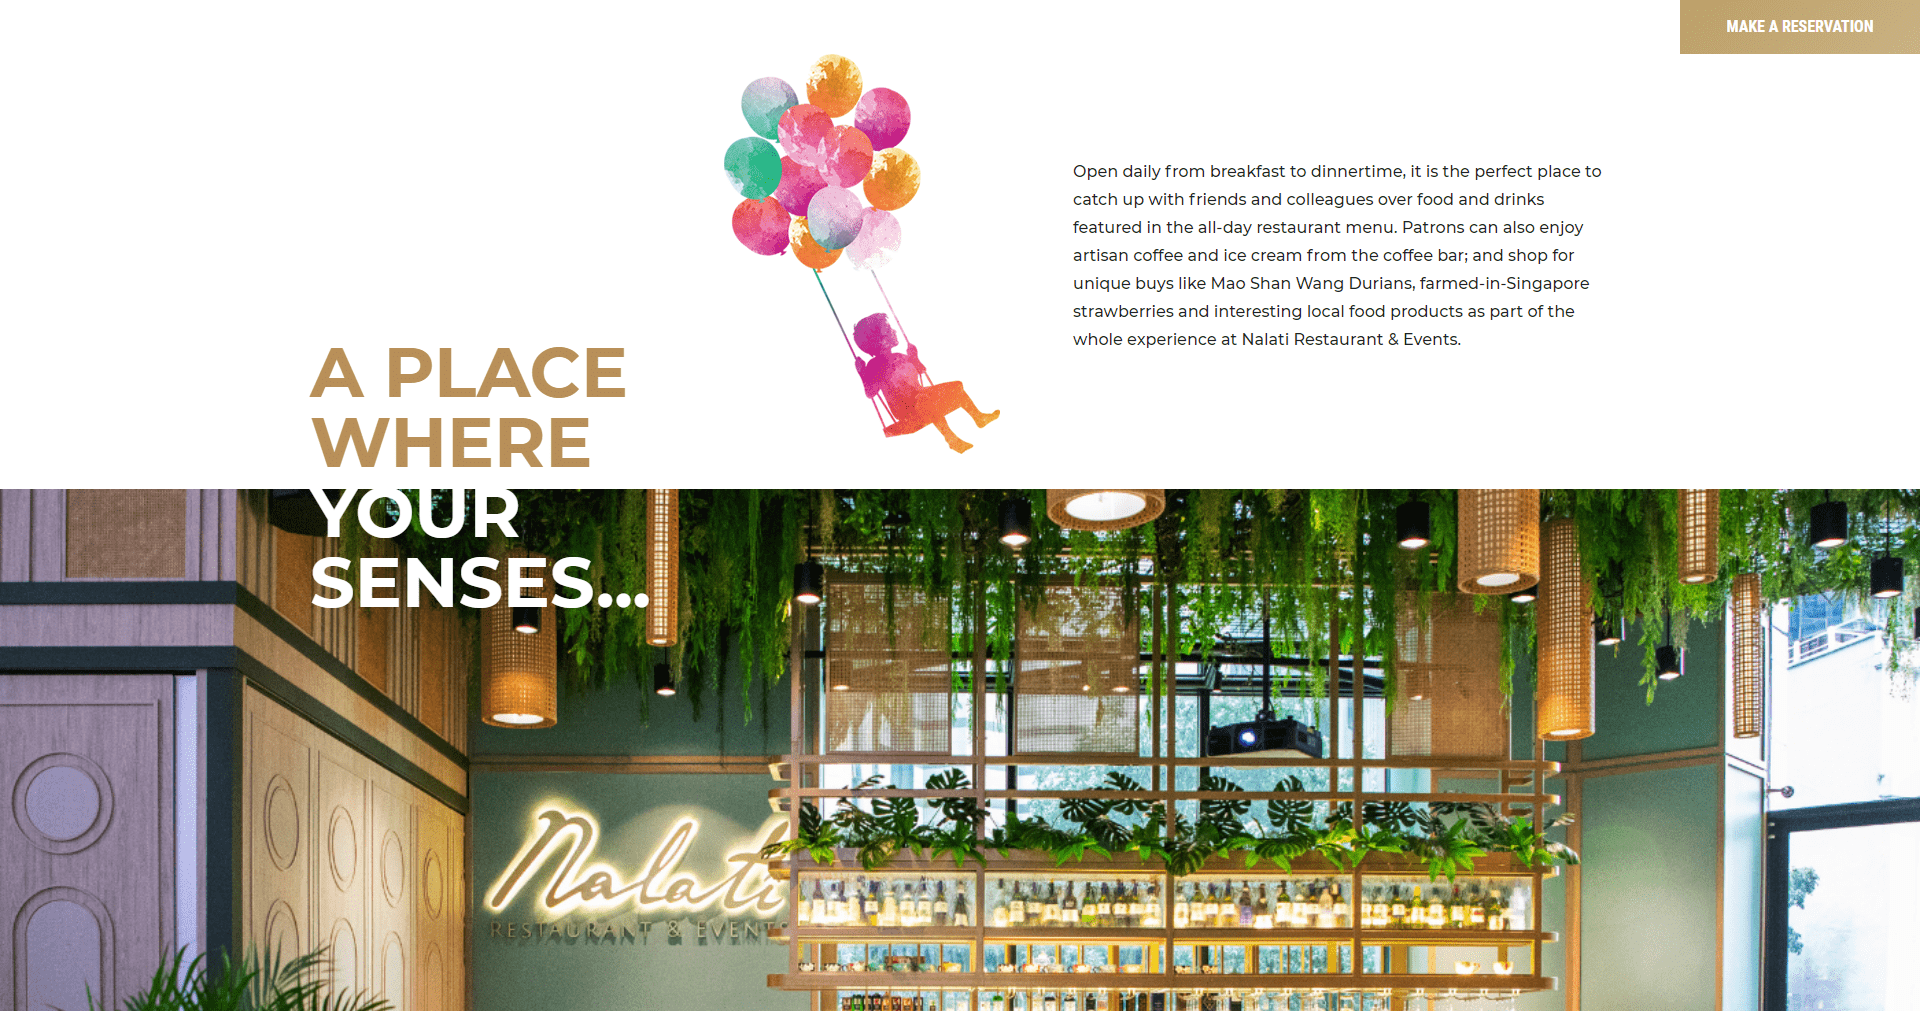 MAKE A RESERVATION
Open daily from breakfast to dinnertime, it is the perfect place to
catch up with friends and colleagues over food and drinks
featured in the all-day restaurant menu. Patrons can also enjoy
artisan coffee and ice cream from the coffee bar; and shop for
unique buys like Mao Shan Wang Durians, farmed-in-Singapore
strawberries and interesting local food products as part of the
whole experience at Nalati Restaurant & Events.
A PLACE
WHERE
YOUR
SENSES...
Nalati
RESTAURANT & EVENTS